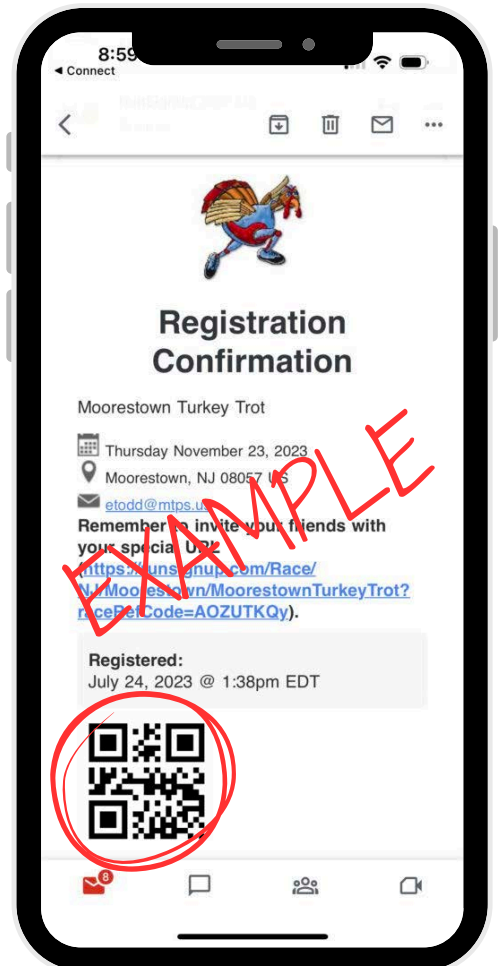 8:59
◄ Connect
Registration
Confirmation
Moorestown Turkey Trot
Thursday November 23, 2023
Moorestown, NJ 08057 US
etodd@mtps.us
Remember to invite your friends with
your special URL
(https://runsignup.com/Race/
NJ/Moorestown/MoorestownTurkeyTrot?
raceRefCode=AOZUTKQy).
EXAMPLE
Registered:
July 24, 2023 @ 1:38pm EDT
8